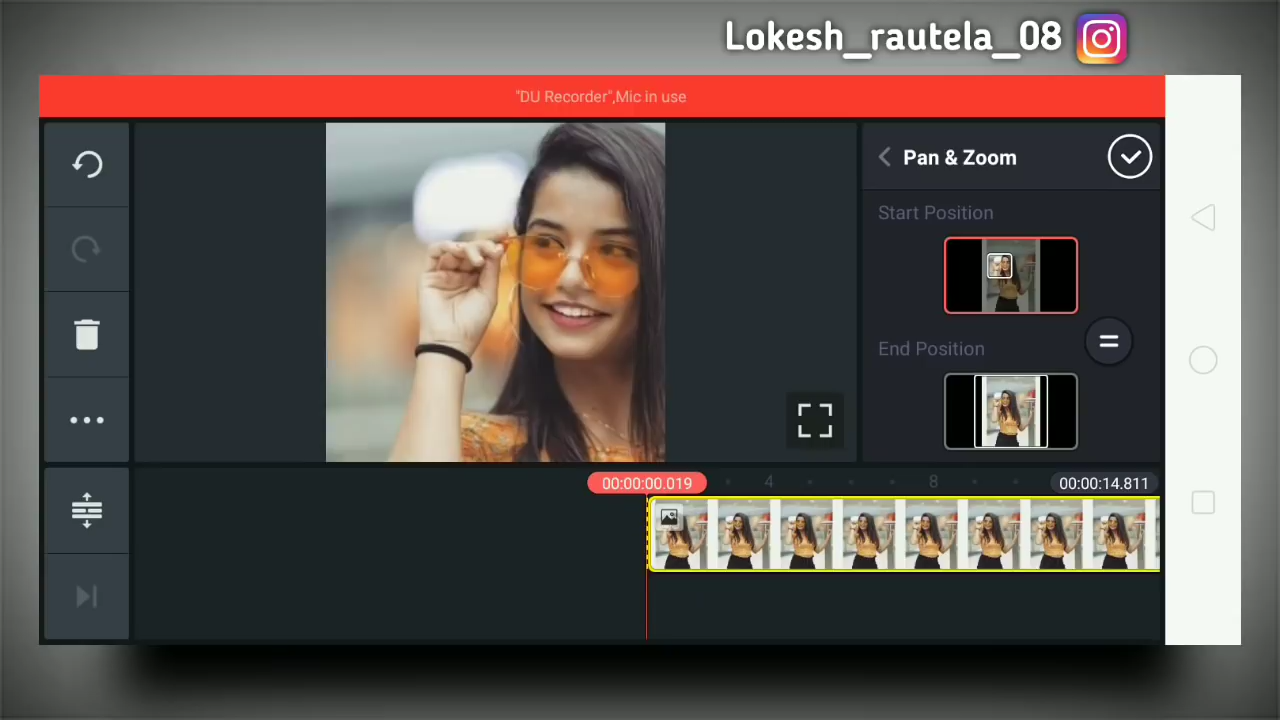 Lokesh_rautela_08
"DU Recorder",Mic in use
Pan & Zoom
Start Position
End Position
00:00:00.019
4
8
00:00:14.811